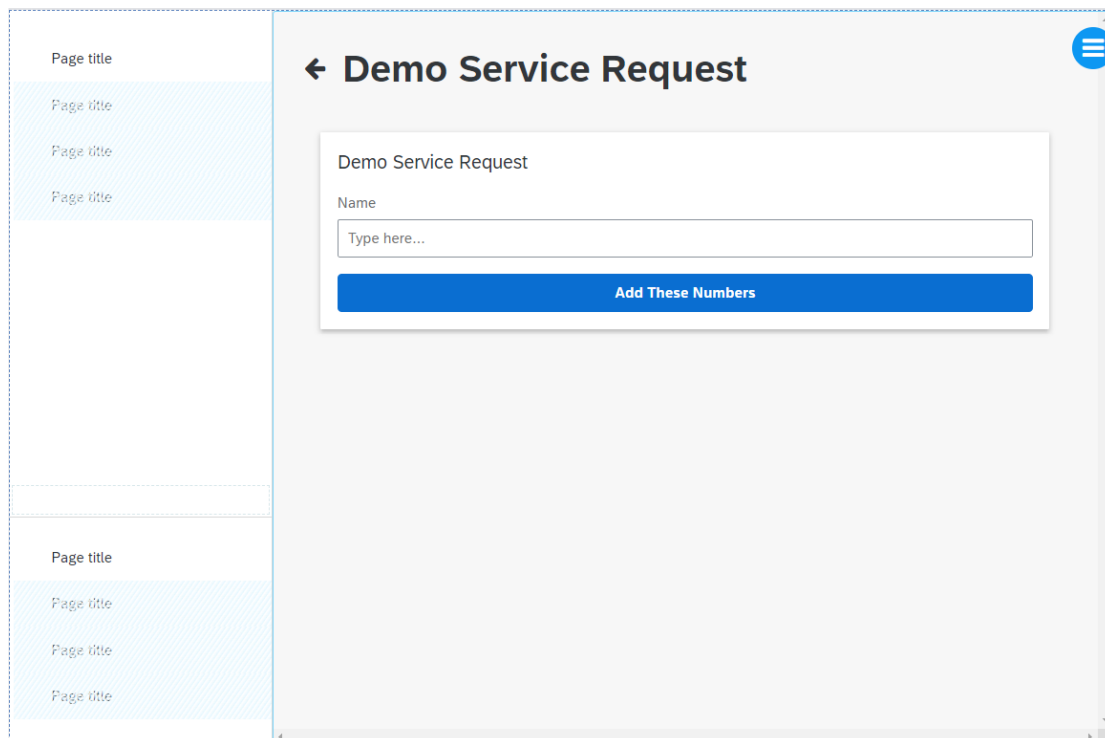 Page title
Page title
Page title
Page title
Page title
Page title
Page title
Page title
Demo Service Request
Demo Service Request
Name
Type here...
Add These Numbers